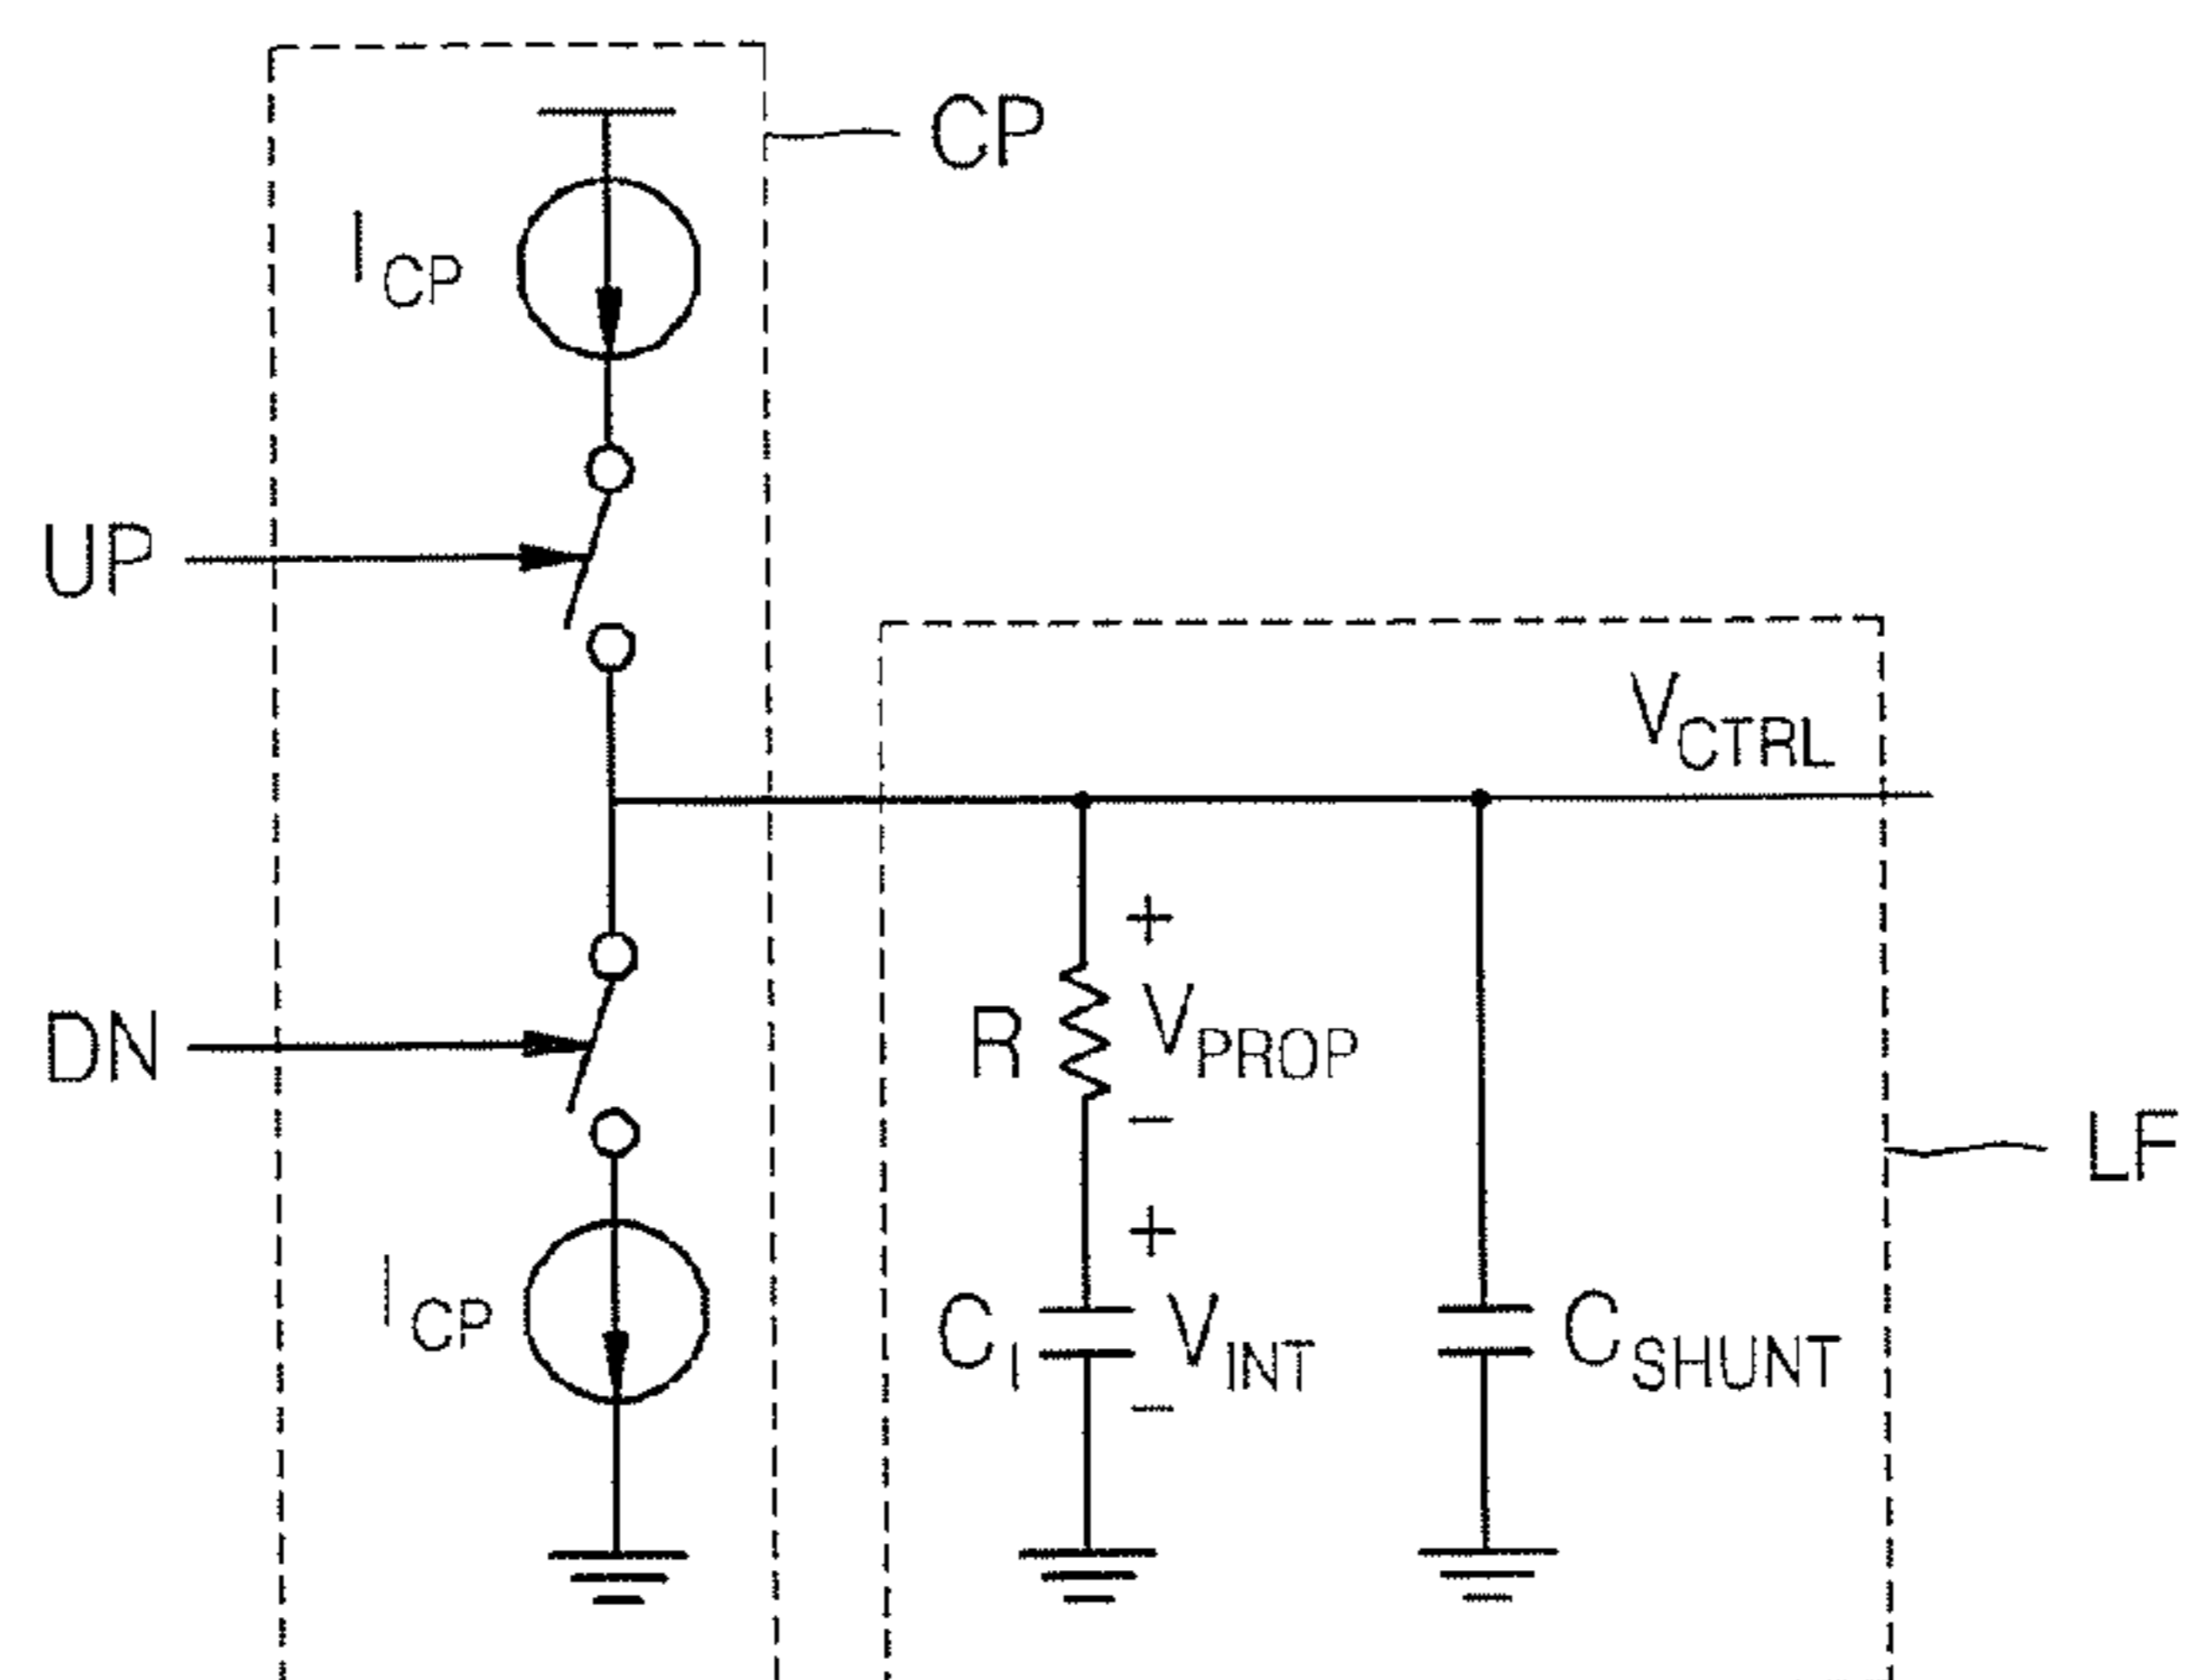 CP
I_CP
UP
V_CTRL
+
R
V_PROP
−
DN
LF
+
I_CP
C_I
V_INT
C_SHUNT
−